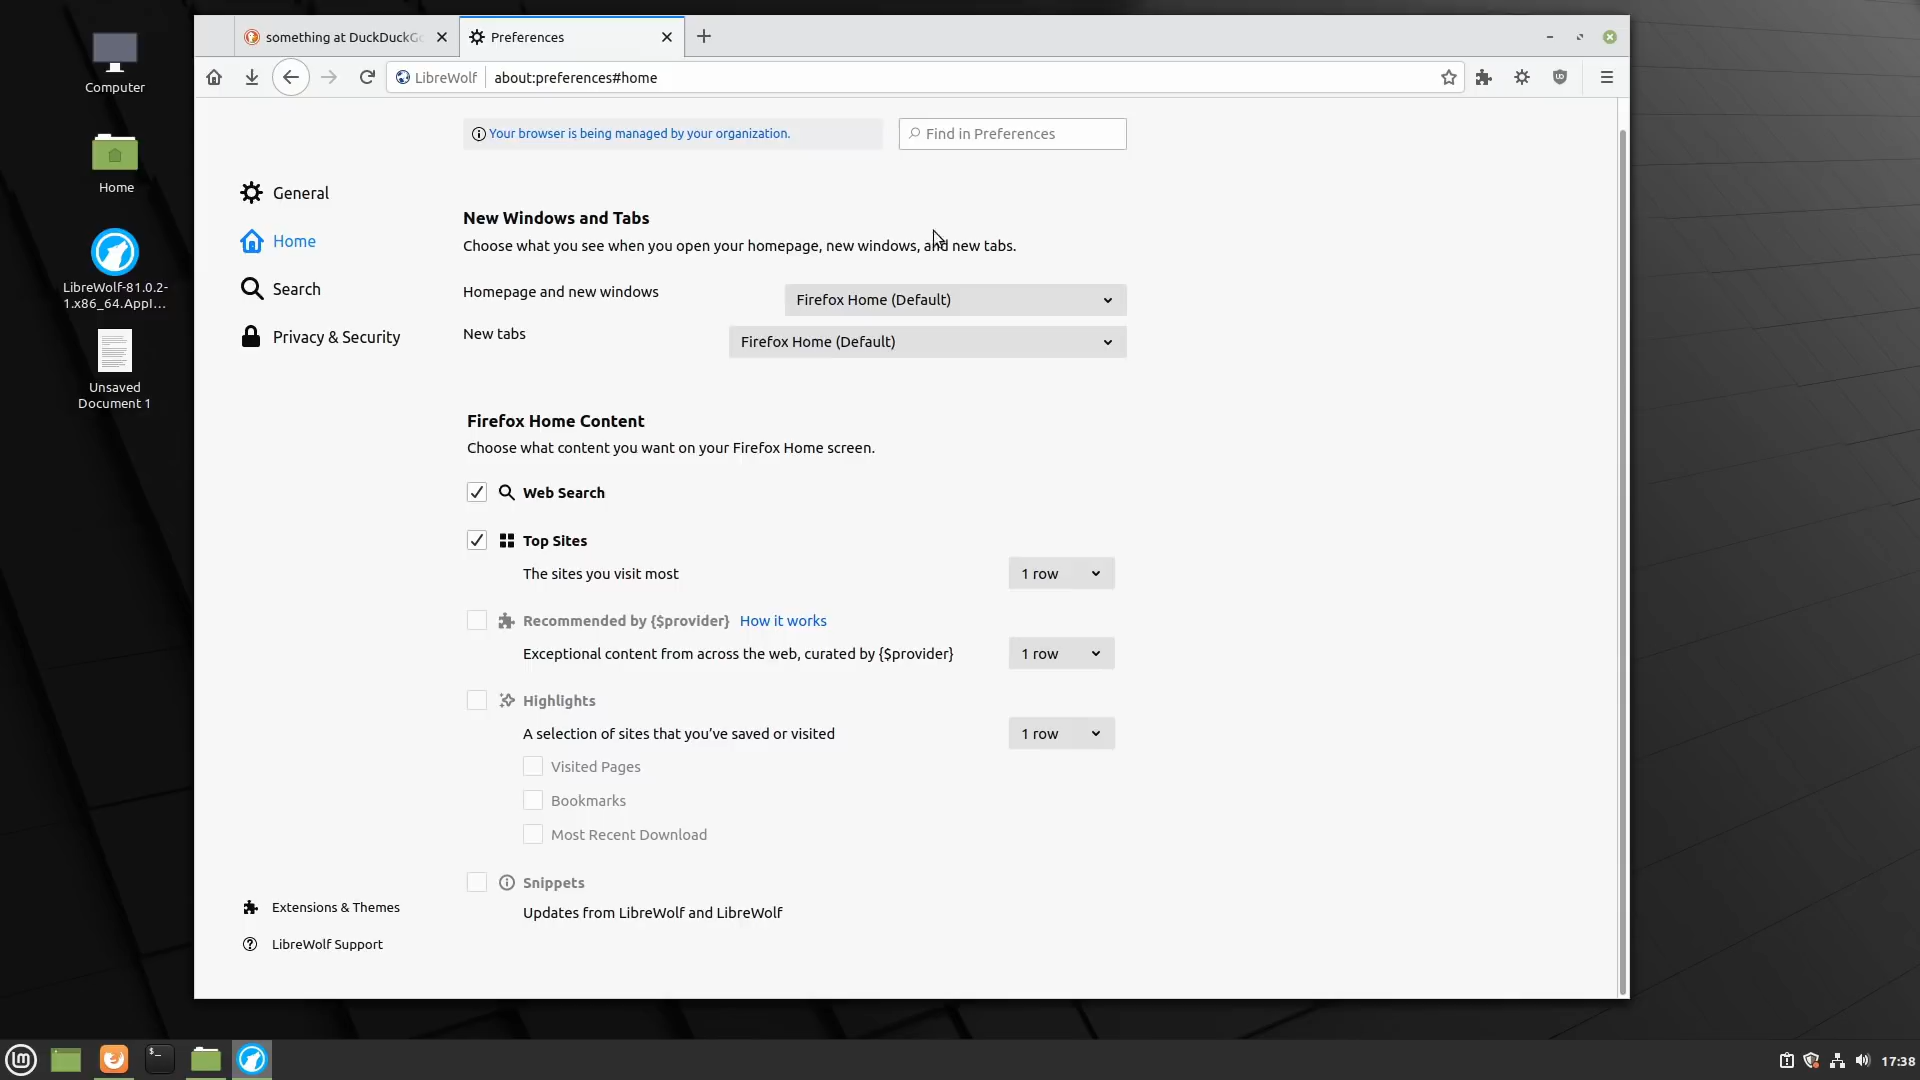 Computer
Home
LibreWolf-81.0.2-
1.x86_64.AppI...
Unsaved
Document 1
something at DuckDuckGo
Preferences
LibreWolf
about:preferences#home
Your browser is being managed by your organization.
Find in Preferences
General
Home
Search
Privacy & Security
New Windows and Tabs
Choose what you see when you open your homepage, new windows, and new tabs.
Homepage and new windows
Firefox Home (Default)
New tabs
Firefox Home (Default)
Firefox Home Content
Choose what content you want on your Firefox Home screen.
Web Search
Top Sites
The sites you visit most
1 row
Recommended by {$provider} How it works
Exceptional content from across the web, curated by {$provider}
1 row
Highlights
A selection of sites that you’ve saved or visited
1 row
Visited Pages
Bookmarks
Most Recent Download
Snippets
Updates from LibreWolf and LibreWolf
Extensions & Themes
LibreWolf Support
17:38